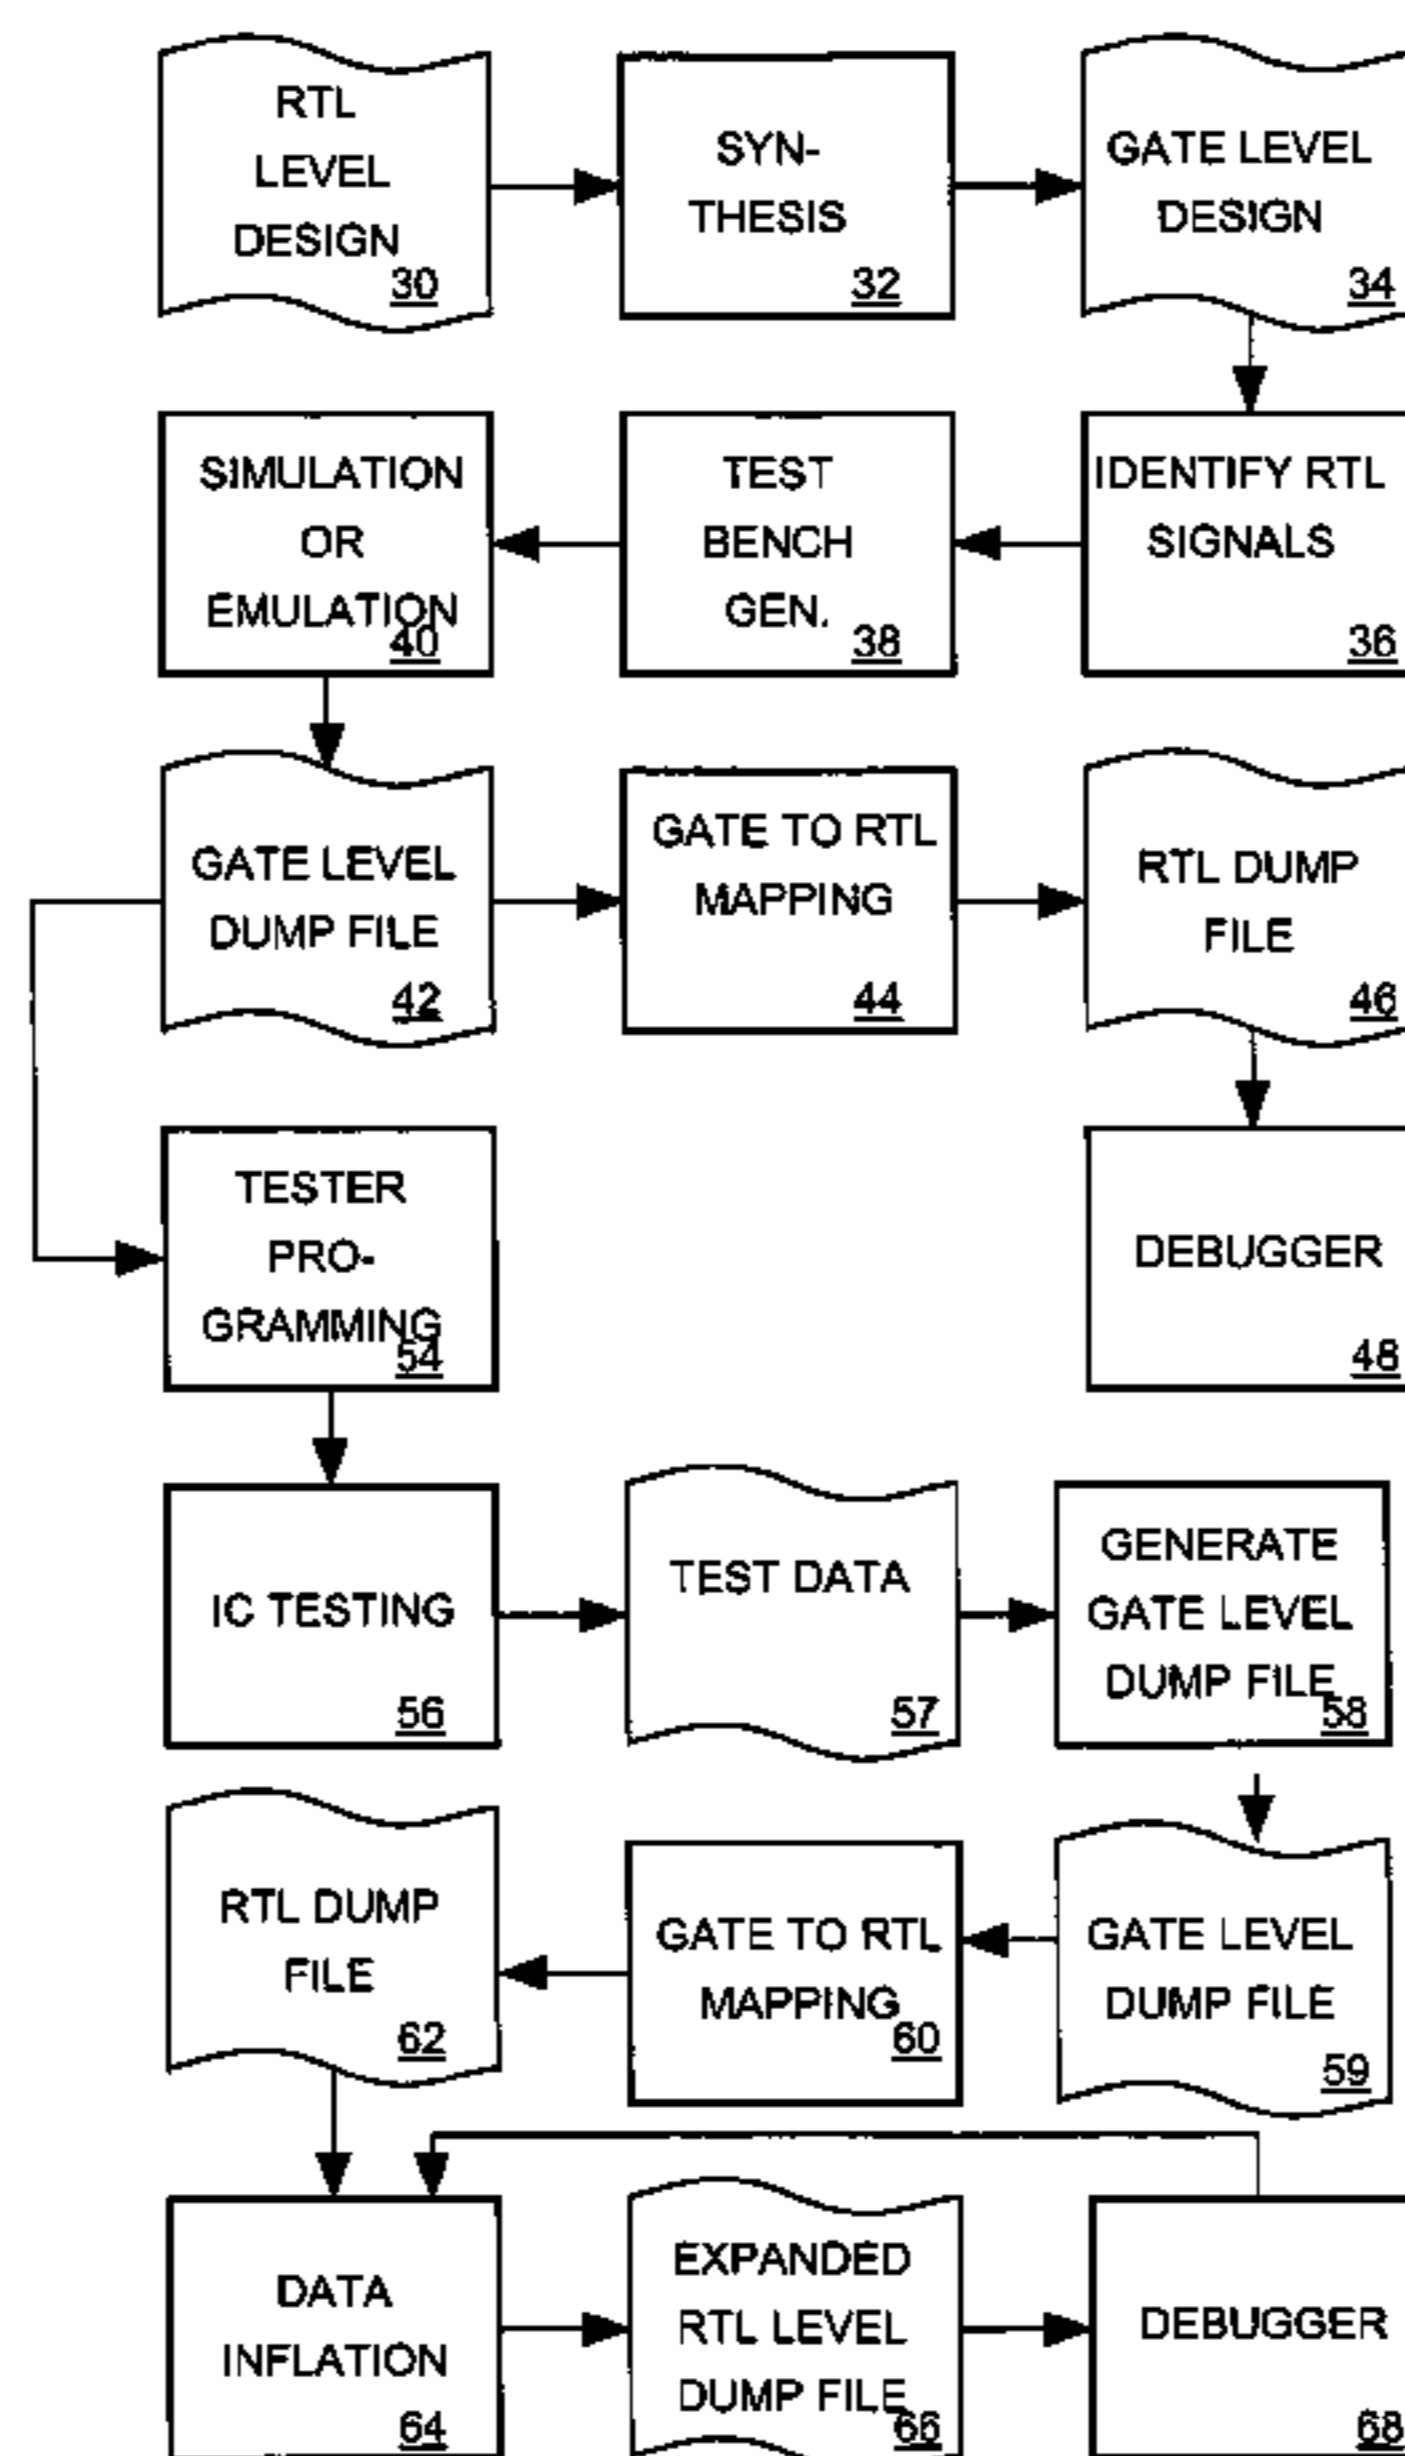 RTL
LEVEL
DESIGN
30
SYN-
THESIS
32
GATE LEVEL
DESIGN
34
SIMULATION
OR
EMULATION
40
TEST
BENCH
GEN.
38
IDENTIFY RTL
SIGNALS
36
GATE LEVEL
DUMP FILE
42
GATE TO RTL
MAPPING
44
RTL DUMP
FILE
46
TESTER
PRO-
GRAMMING
54
DEBUGGER
48
IC TESTING
56
TEST DATA
57
GENERATE
GATE LEVEL
DUMP FILE
58
RTL DUMP
FILE
62
GATE TO RTL
MAPPING
60
GATE LEVEL
DUMP FILE
59
DATA
INFLATION
64
EXPANDED
RTL LEVEL
DUMP FILE
66
DEBUGGER
68